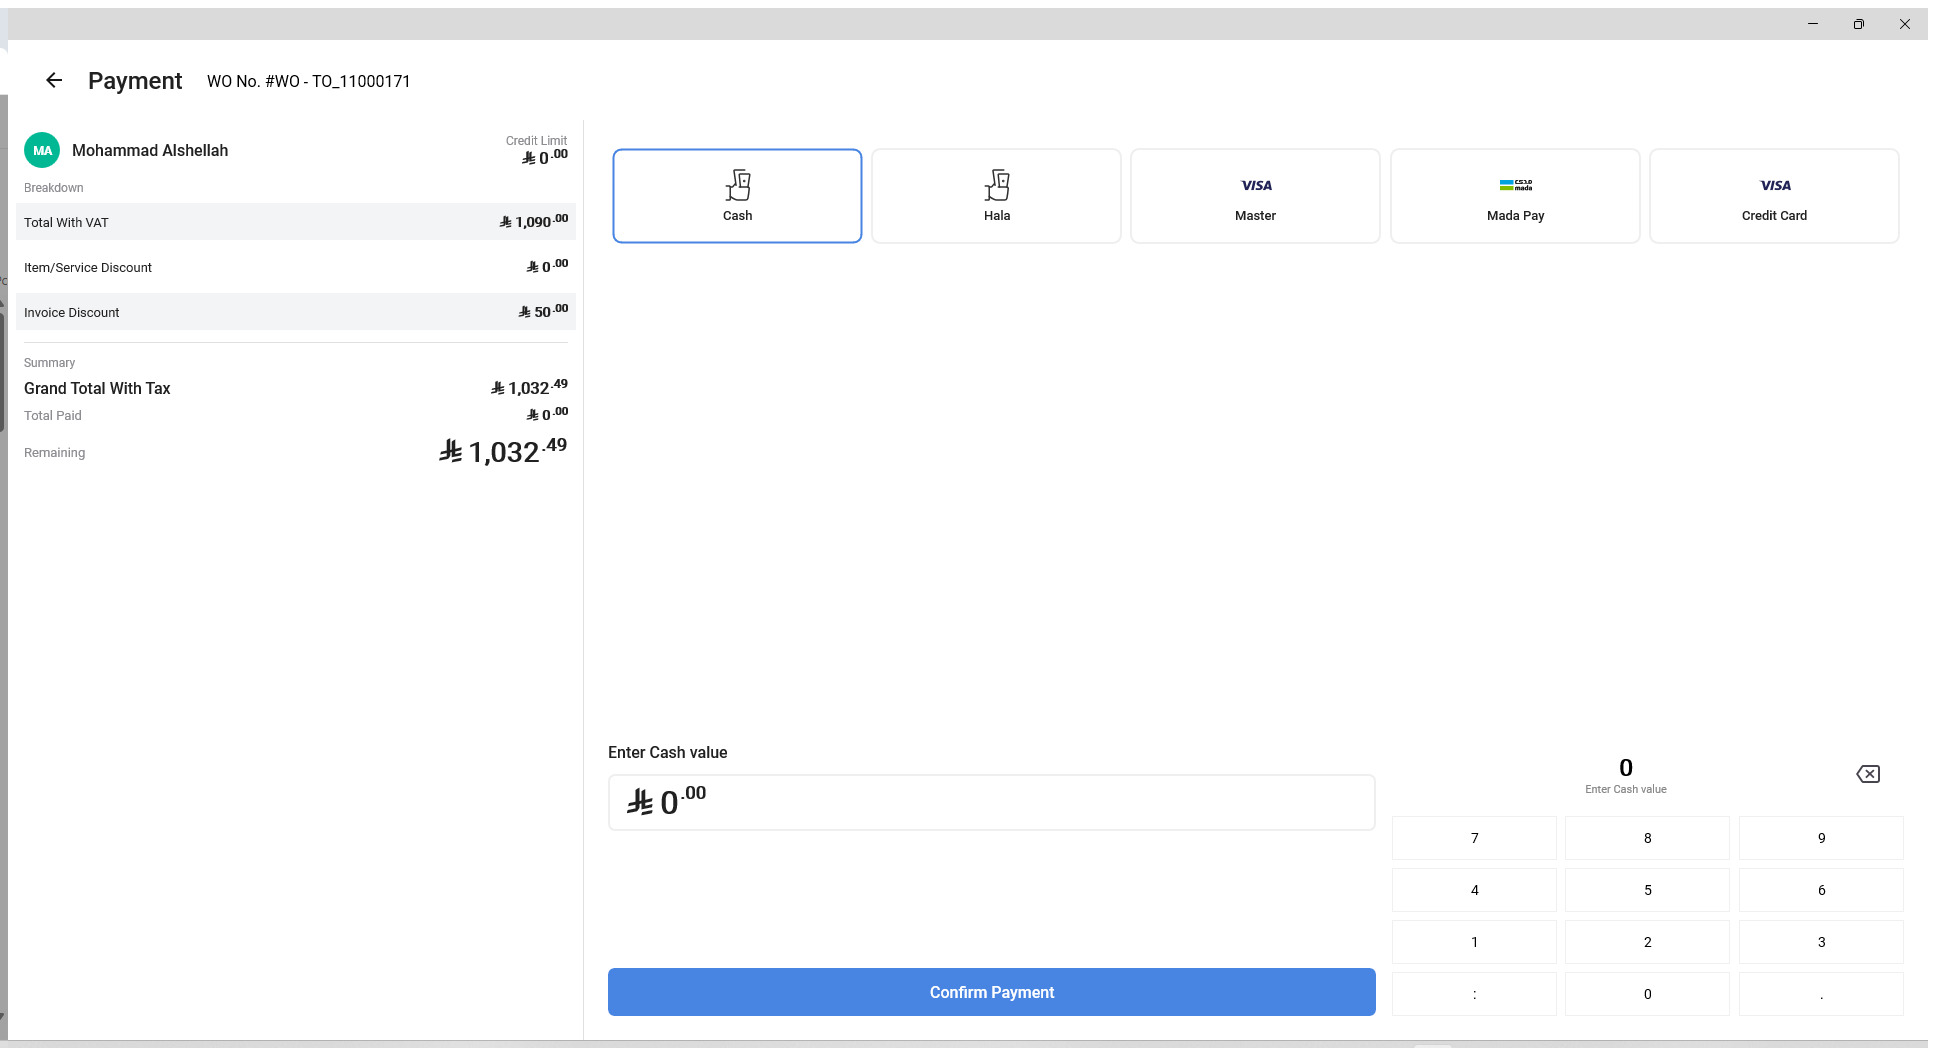 Payment WO No. #WO - TO_11000171
MA Mohammad Alshellah
Credit Limit
0.00
Breakdown
Total With VAT 1,090.00
Item/Service Discount 0.00
Invoice Discount 50.00
Summary
Grand Total With Tax 1,032.49
Total Paid 0.00
Remaining 1,032.49
Cash
Hala
VISA
Master
mada
Mada Pay
VISA
Credit Card
Enter Cash value
0.00
Confirm Payment
0
Enter Cash value
7 8 9
4 5 6
1 2 3
: 0 .